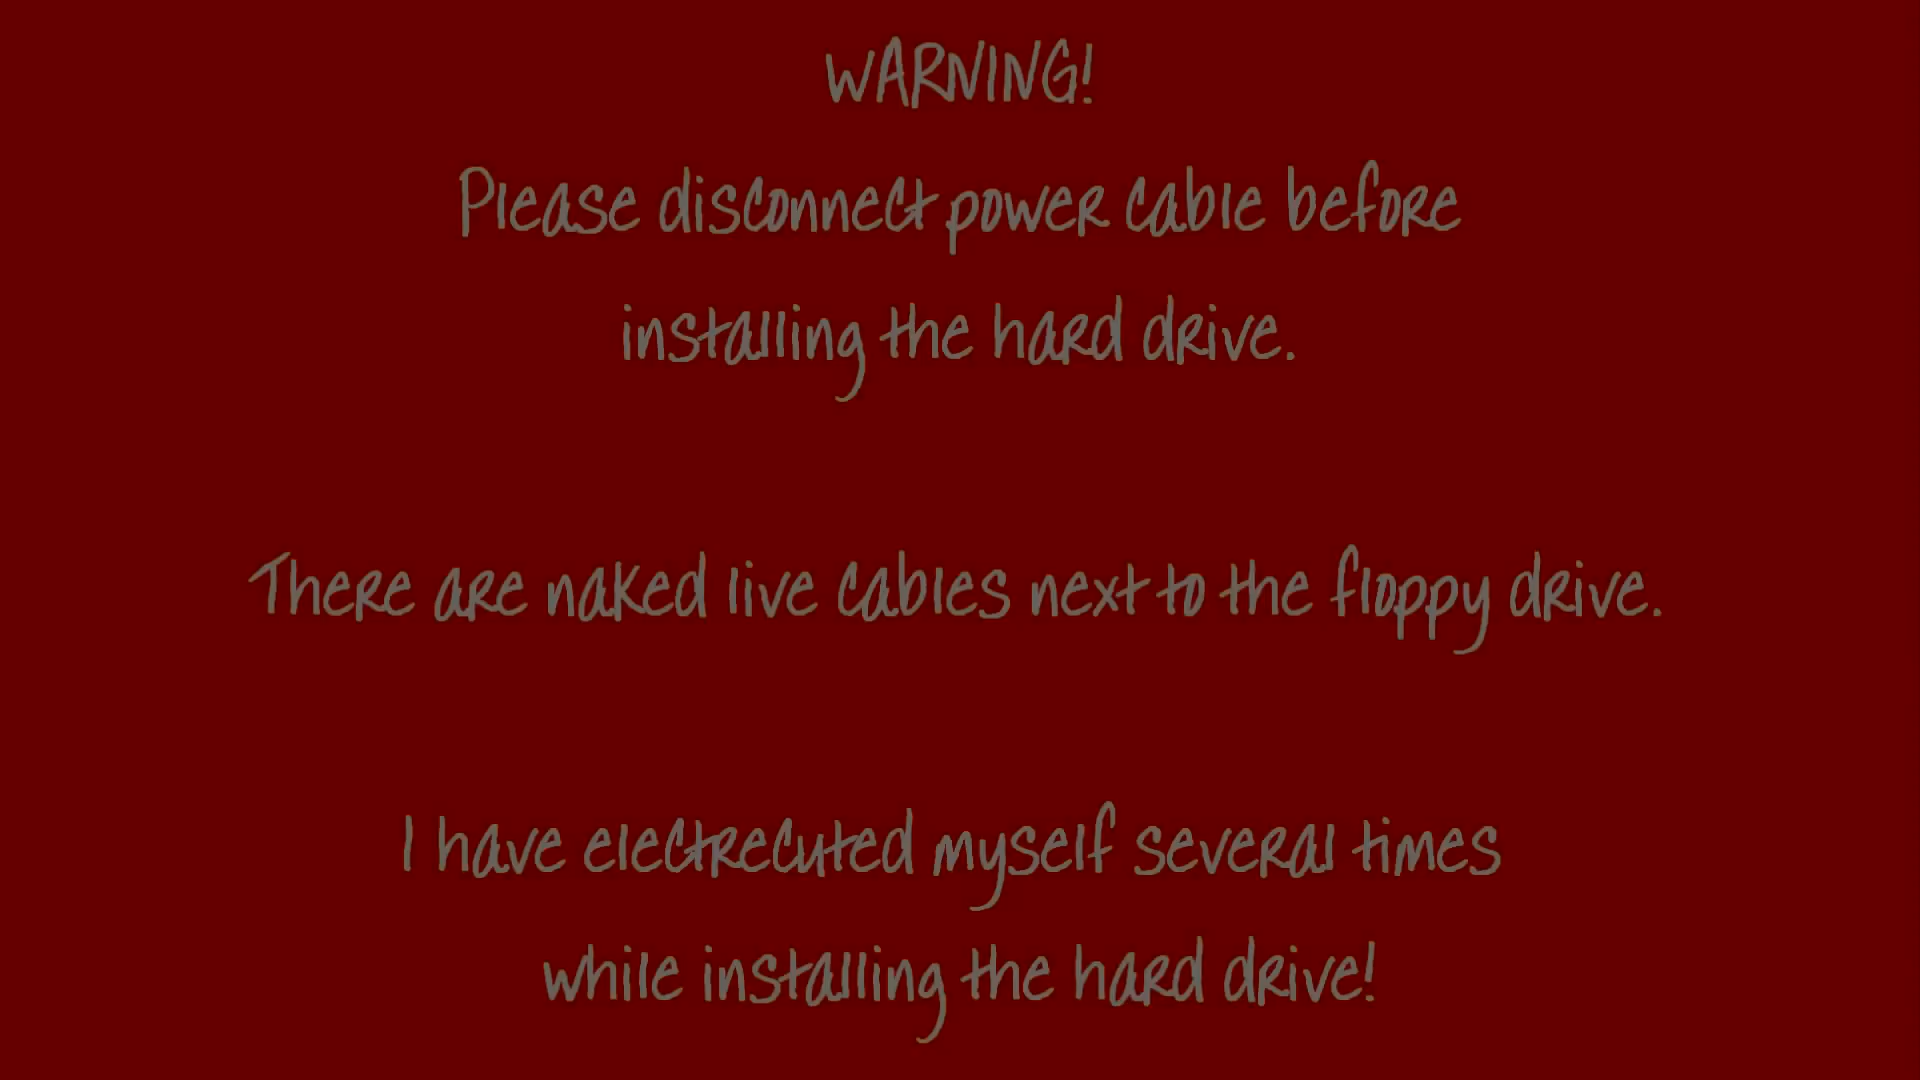 WARNING!
Please disconnect power cable before
installing the hard drive.
There are naked live cables next to the floppy drive.
I have electrecuted myself several times
while installing the hard drive!